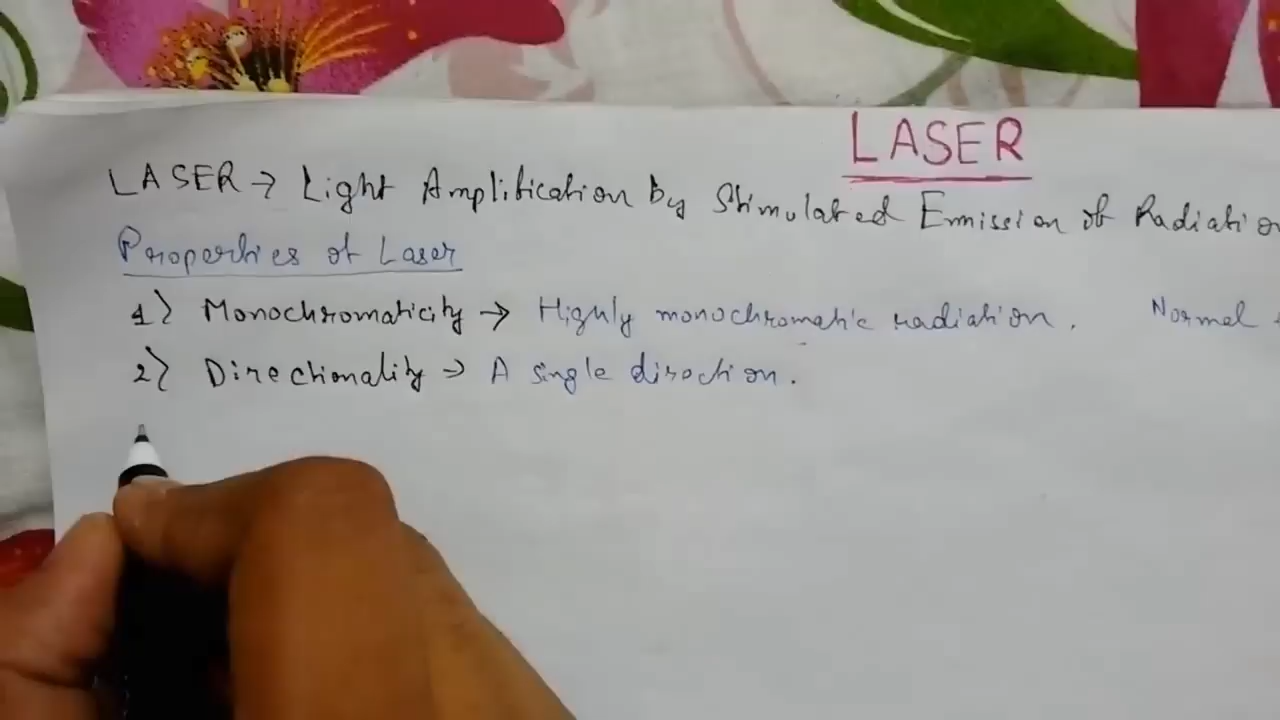 LASER
LASER → Light Amplification by Stimulated Emission of Radiation
Properties of Laser
1) Monochromaticity → Highly monochromatic radiation. Normal
2) Directionality → A single direction.